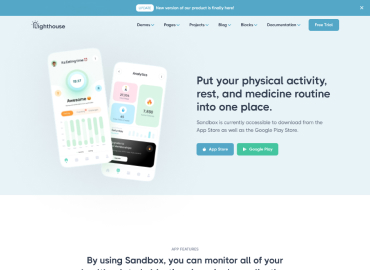 New version of our product is finally here!
Lighthouse
Demos
Pages
Projects
Blog
Blocks
Documentation
Free Trial
Analytics
Awesome
Put your physical activity,
rest, and medicine routine
into one place.
Sandbox is currently accessible to download from the
App Store as well as the Google Play Store.
App Store
Google Play
APP FEATURES
By using Sandbox, you can monitor all of your